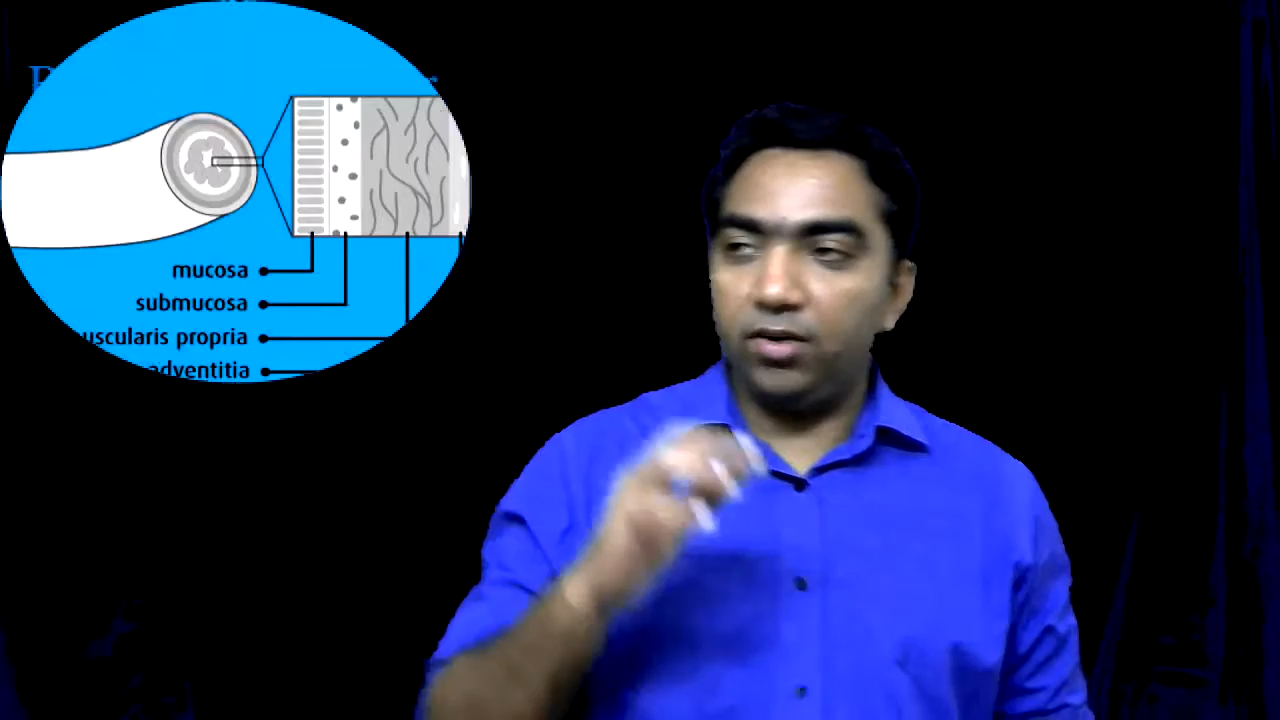 mucosa
submucosa
uscularis propria
adventitia